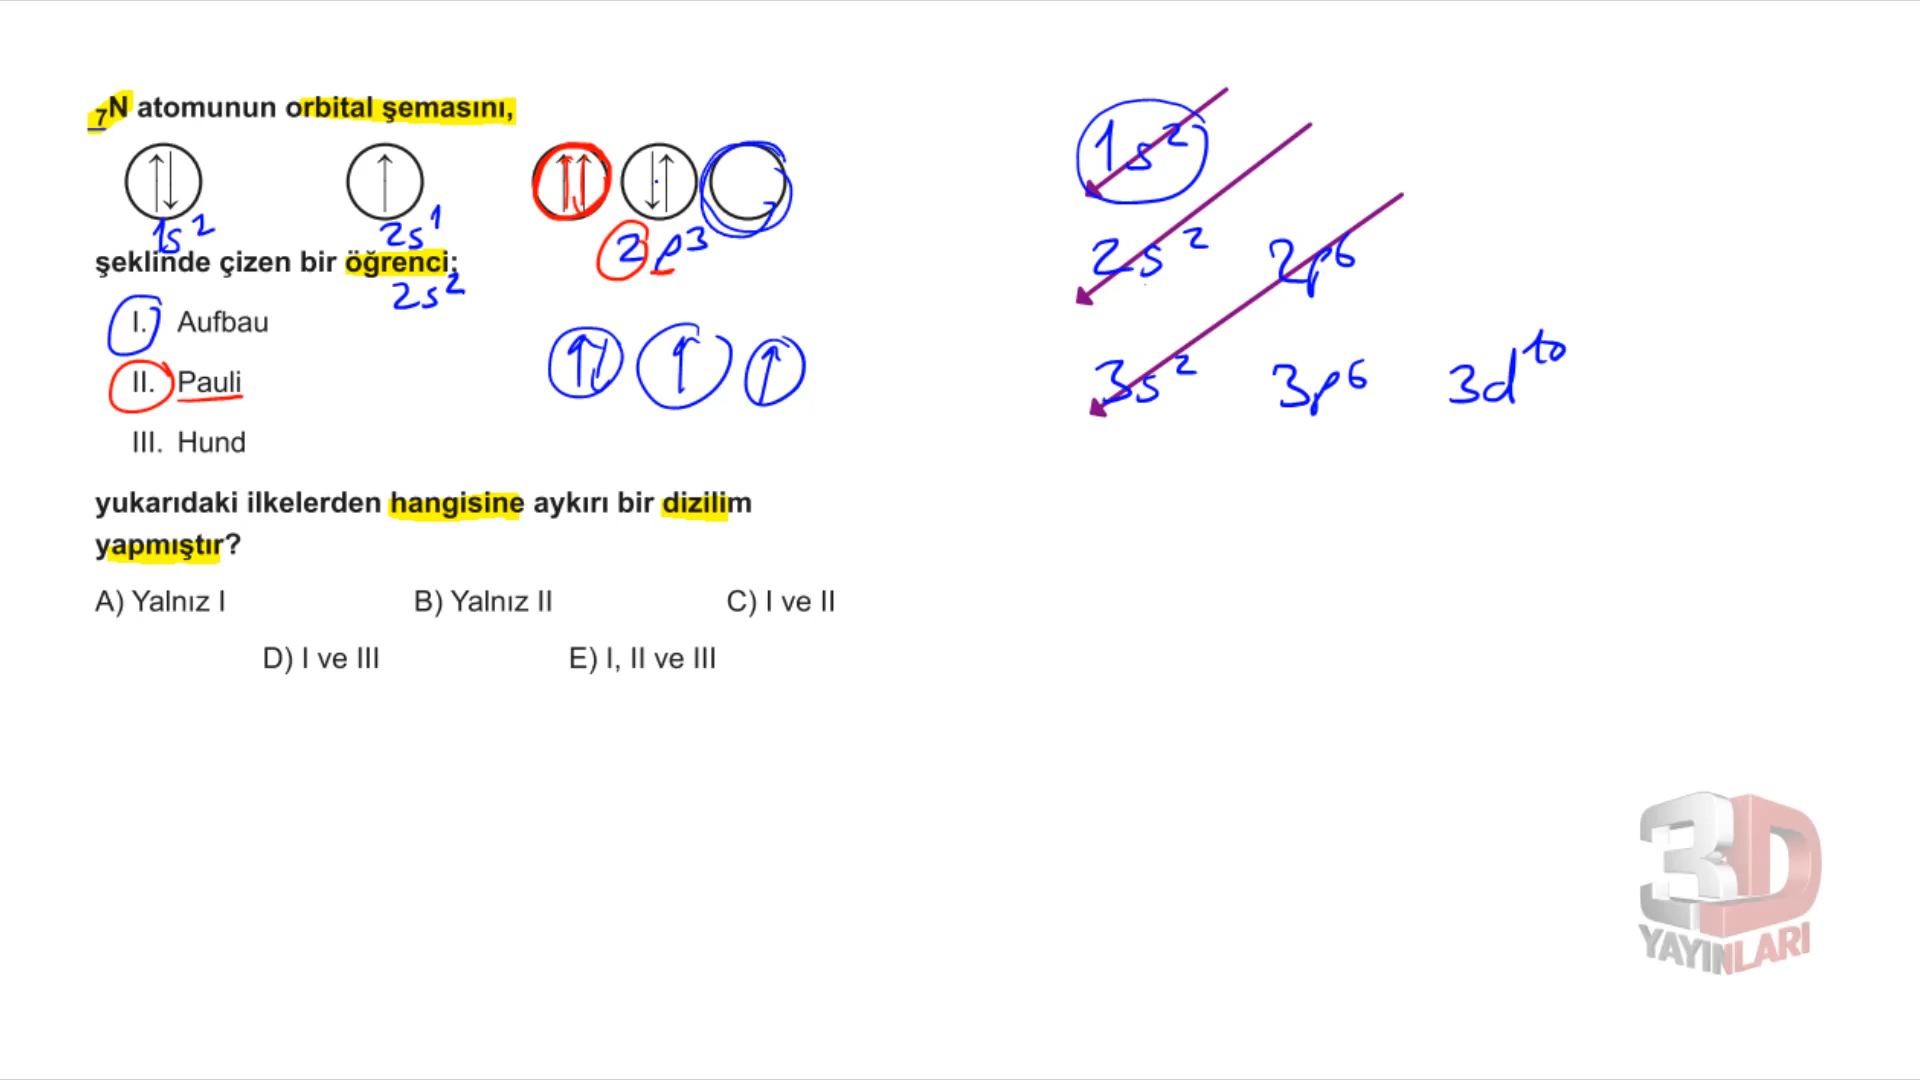 ₇N atomunun orbital şemasını,
1s² 2s¹ 2p³
şeklinde çizen bir öğrenci;
2s²
I. Aufbau
II. Pauli
III. Hund
yukarıdaki ilkelerden hangisine aykırı bir dizilim
yapmıştır?
A) Yalnız I B) Yalnız II C) I ve II
D) I ve III E) I, II ve III
1s²
2s² 2p⁶
3s² 3p⁶ 3d¹⁰
3D
YAYINLARI